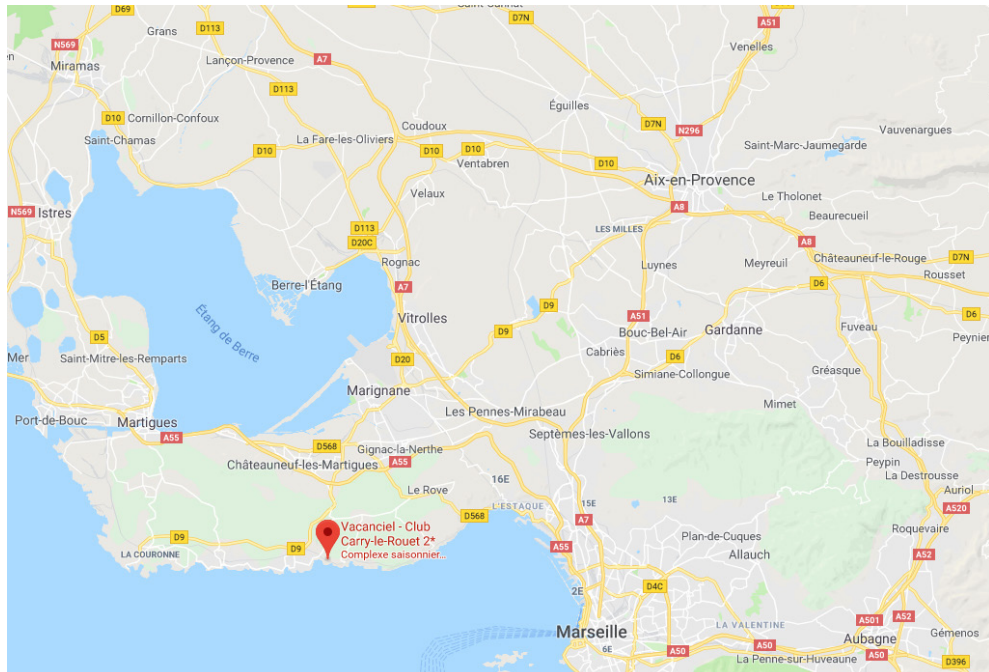 D69
D7N
A51
Grans
D113
N569
Venelles
Miramas
Lançon-Provence
A7
D113
Éguilles
D10
Cornillon-Confoux
Coudoux
D7N
N296
Vauvenargues
Saint-Chamas
La Fare-les-Oliviers
D10
D10
D10
Ventabren
D10
Saint-Marc-Jaumegarde
Aix-en-Provence
Velaux
Le Tholonet
N569
Istres
A8
Beaurecueil
D113
LES MILLES
D20C
A8
Rognac
Luynes
Meyreuil
Châteauneuf-le-Rouge
D7N
Rousset
Berre-l'Étang
A7
D6
D9
Étang de Berre
Vitrolles
A51
D6
Bouc-Bel-Air
Gardanne
Fuveau
D5
D9
Peynier
Mer
Saint-Mitre-les-Remparts
D20
Cabriès
D6
Simiane-Collongue
Gréasque
Marignane
Mimet
Port-de-Bouc
Martigues
Les Pennes-Mirabeau
A55
Septèmes-les-Vallons
D568
Gignac-la-Nerthe
La Bouilladisse
Châteauneuf-les-Martigues
A55
Peypin
La Destrousse
16E
Le Rove
Auriol
L'ESTAQUE
15E
13E
A520
D568
A7
Vacanciel - Club
Carry-le-Rouet 2*
Complexe saisonnier...
Roquevaire
D9
D9
Plan-de-Cuques
LA COURONNE
A55
Allauch
A52
D4C
2E
A52
A501
LA VALENTINE
Marseille
Aubagne
Gémenos
6E
A50
A50
A50
La Penne-sur-Huveaune
D396